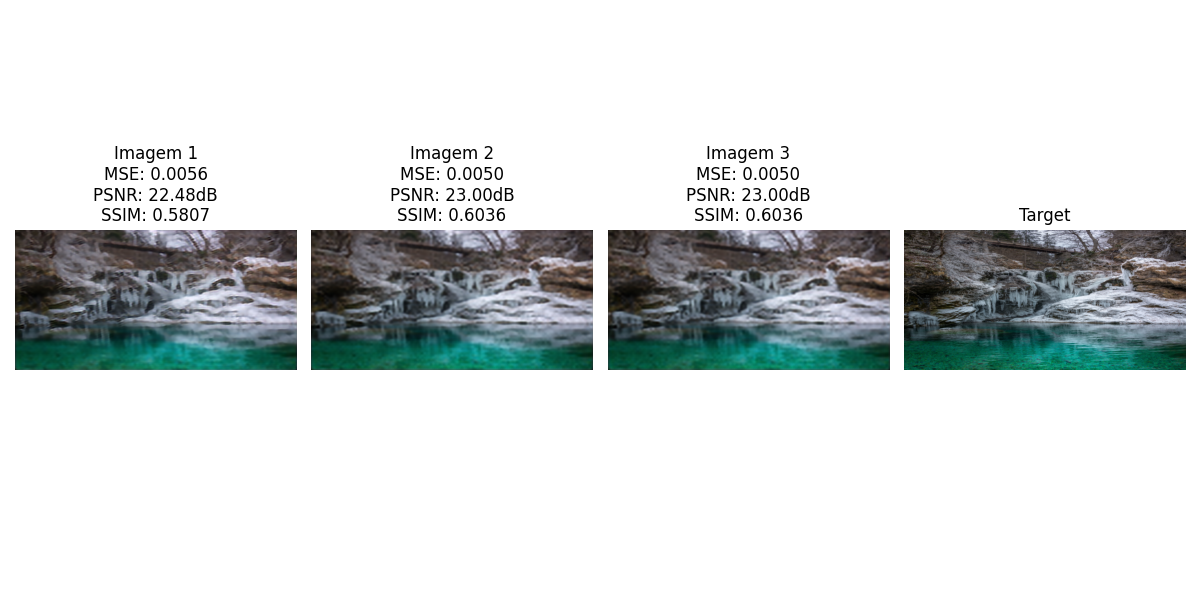 Imagem 1
MSE: 0.0056
PSNR: 22.48dB
SSIM: 0.5807
Imagem 2
MSE: 0.0050
PSNR: 23.00dB
SSIM: 0.6036
Imagem 3
MSE: 0.0050
PSNR: 23.00dB
SSIM: 0.6036
Target